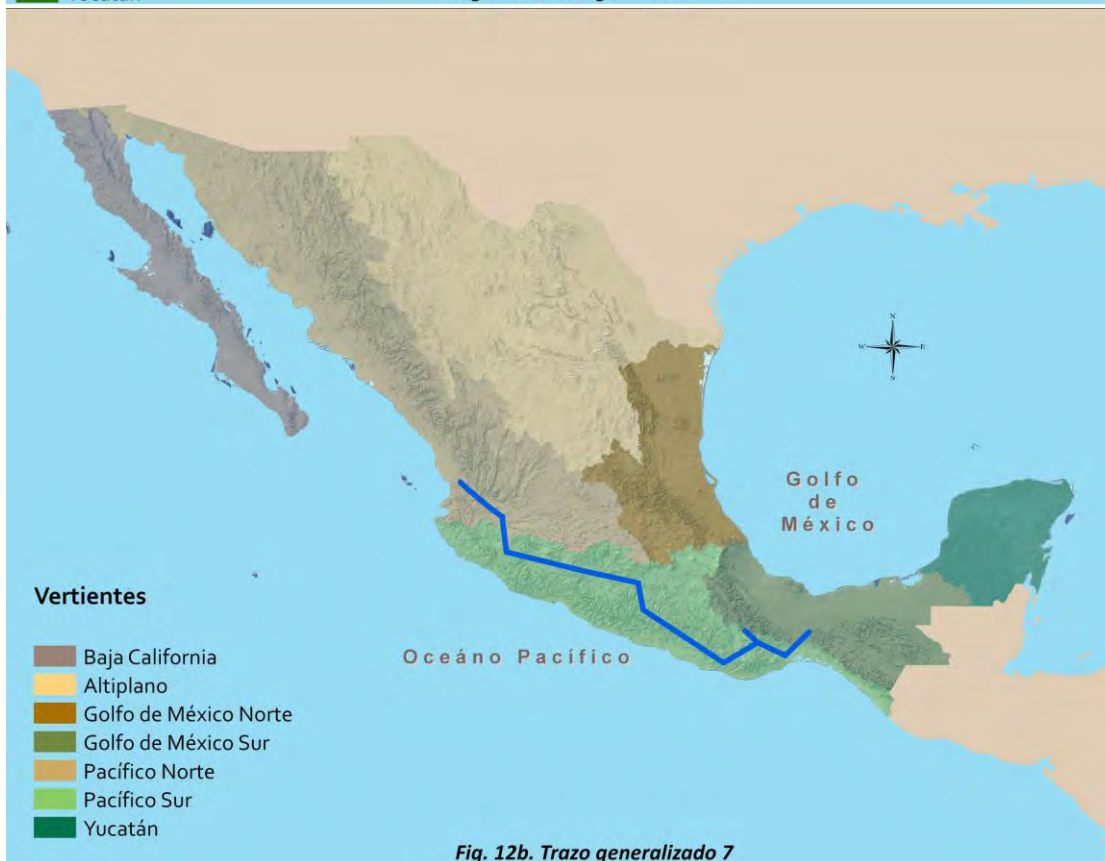 N
W E
S
Golfo
de
México
Oceáno Pacífico
Vertientes
Baja California
Altiplano
Golfo de México Norte
Golfo de México Sur
Pacífico Norte
Pacífico Sur
Yucatán
Fig. 12b. Trazo generalizado 7